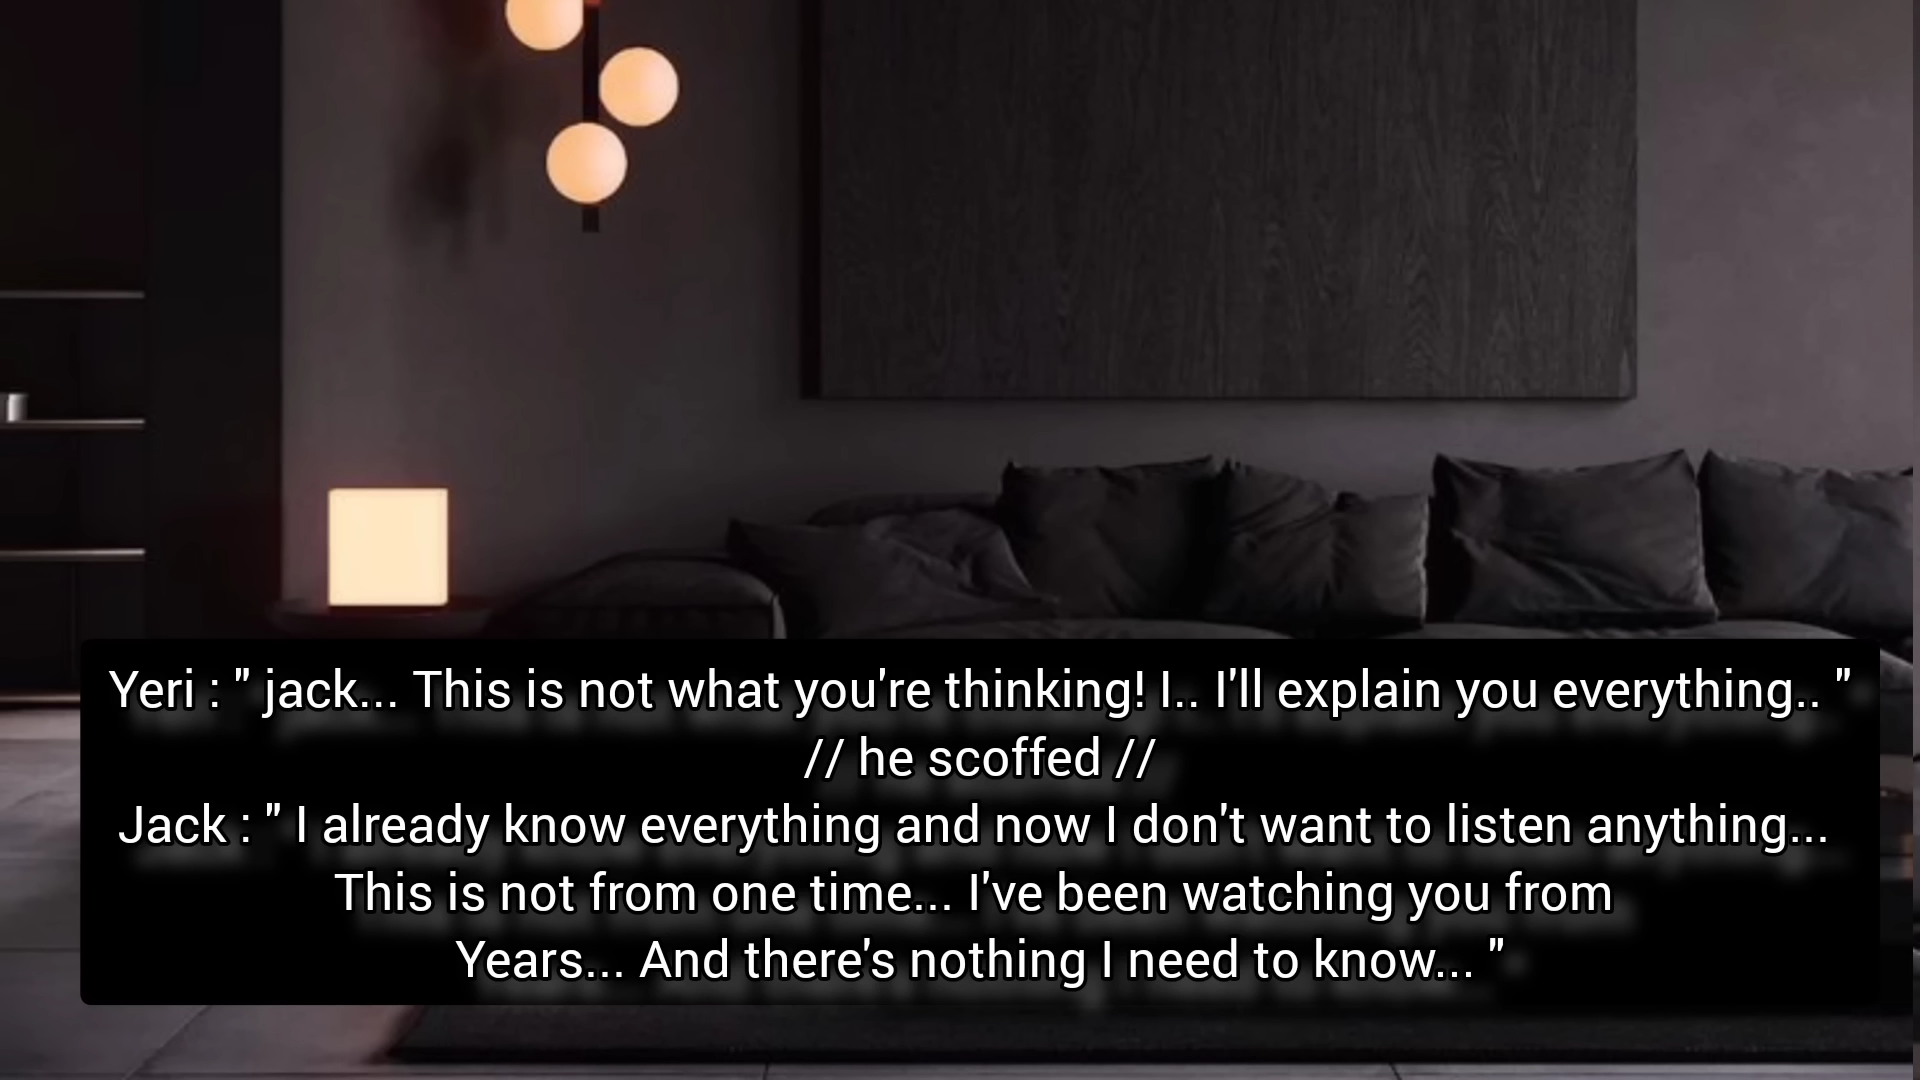 Yeri : " jack... This is not what you're thinking! I.. I'll explain you everything.. "
// he scoffed //
Jack : " I already know everything and now I don't want to listen anything...
This is not from one time... I've been watching you from
Years... And there's nothing I need to know... "